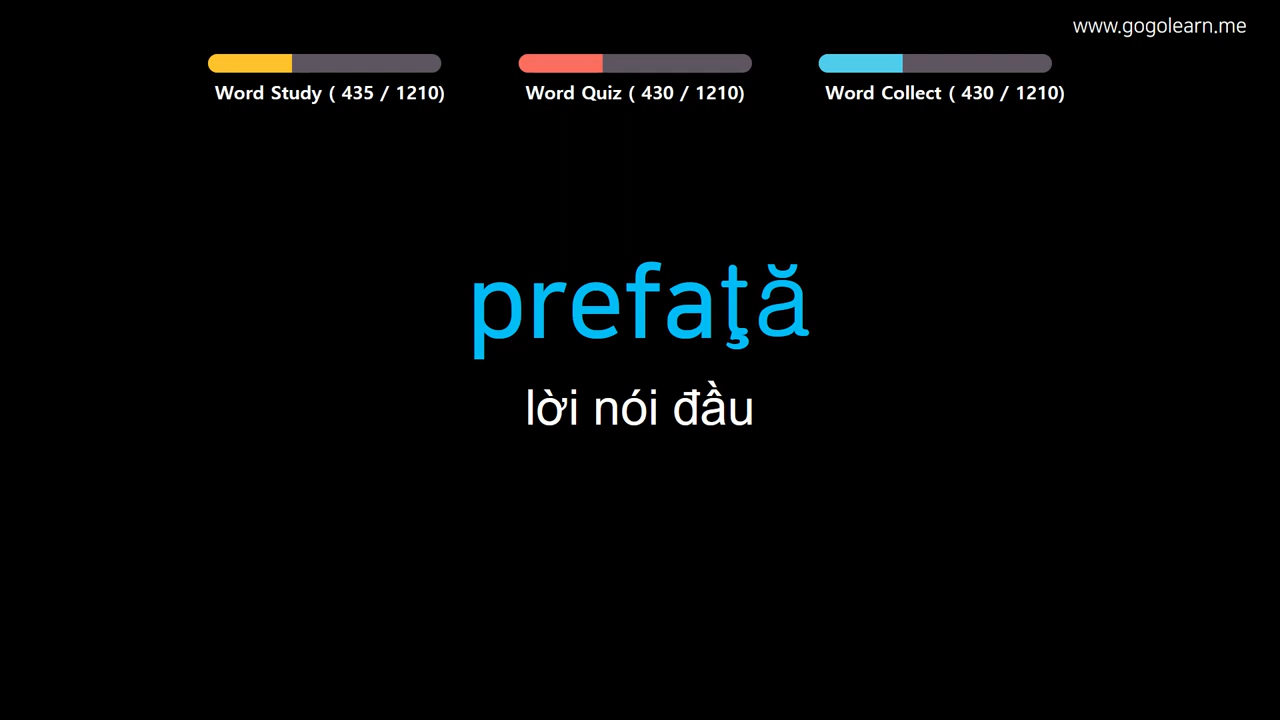 www.gogolearn.me
Word Study ( 435 / 1210)
Word Quiz ( 430 / 1210)
Word Collect ( 430 / 1210)
prefaţă
lời nói đầu